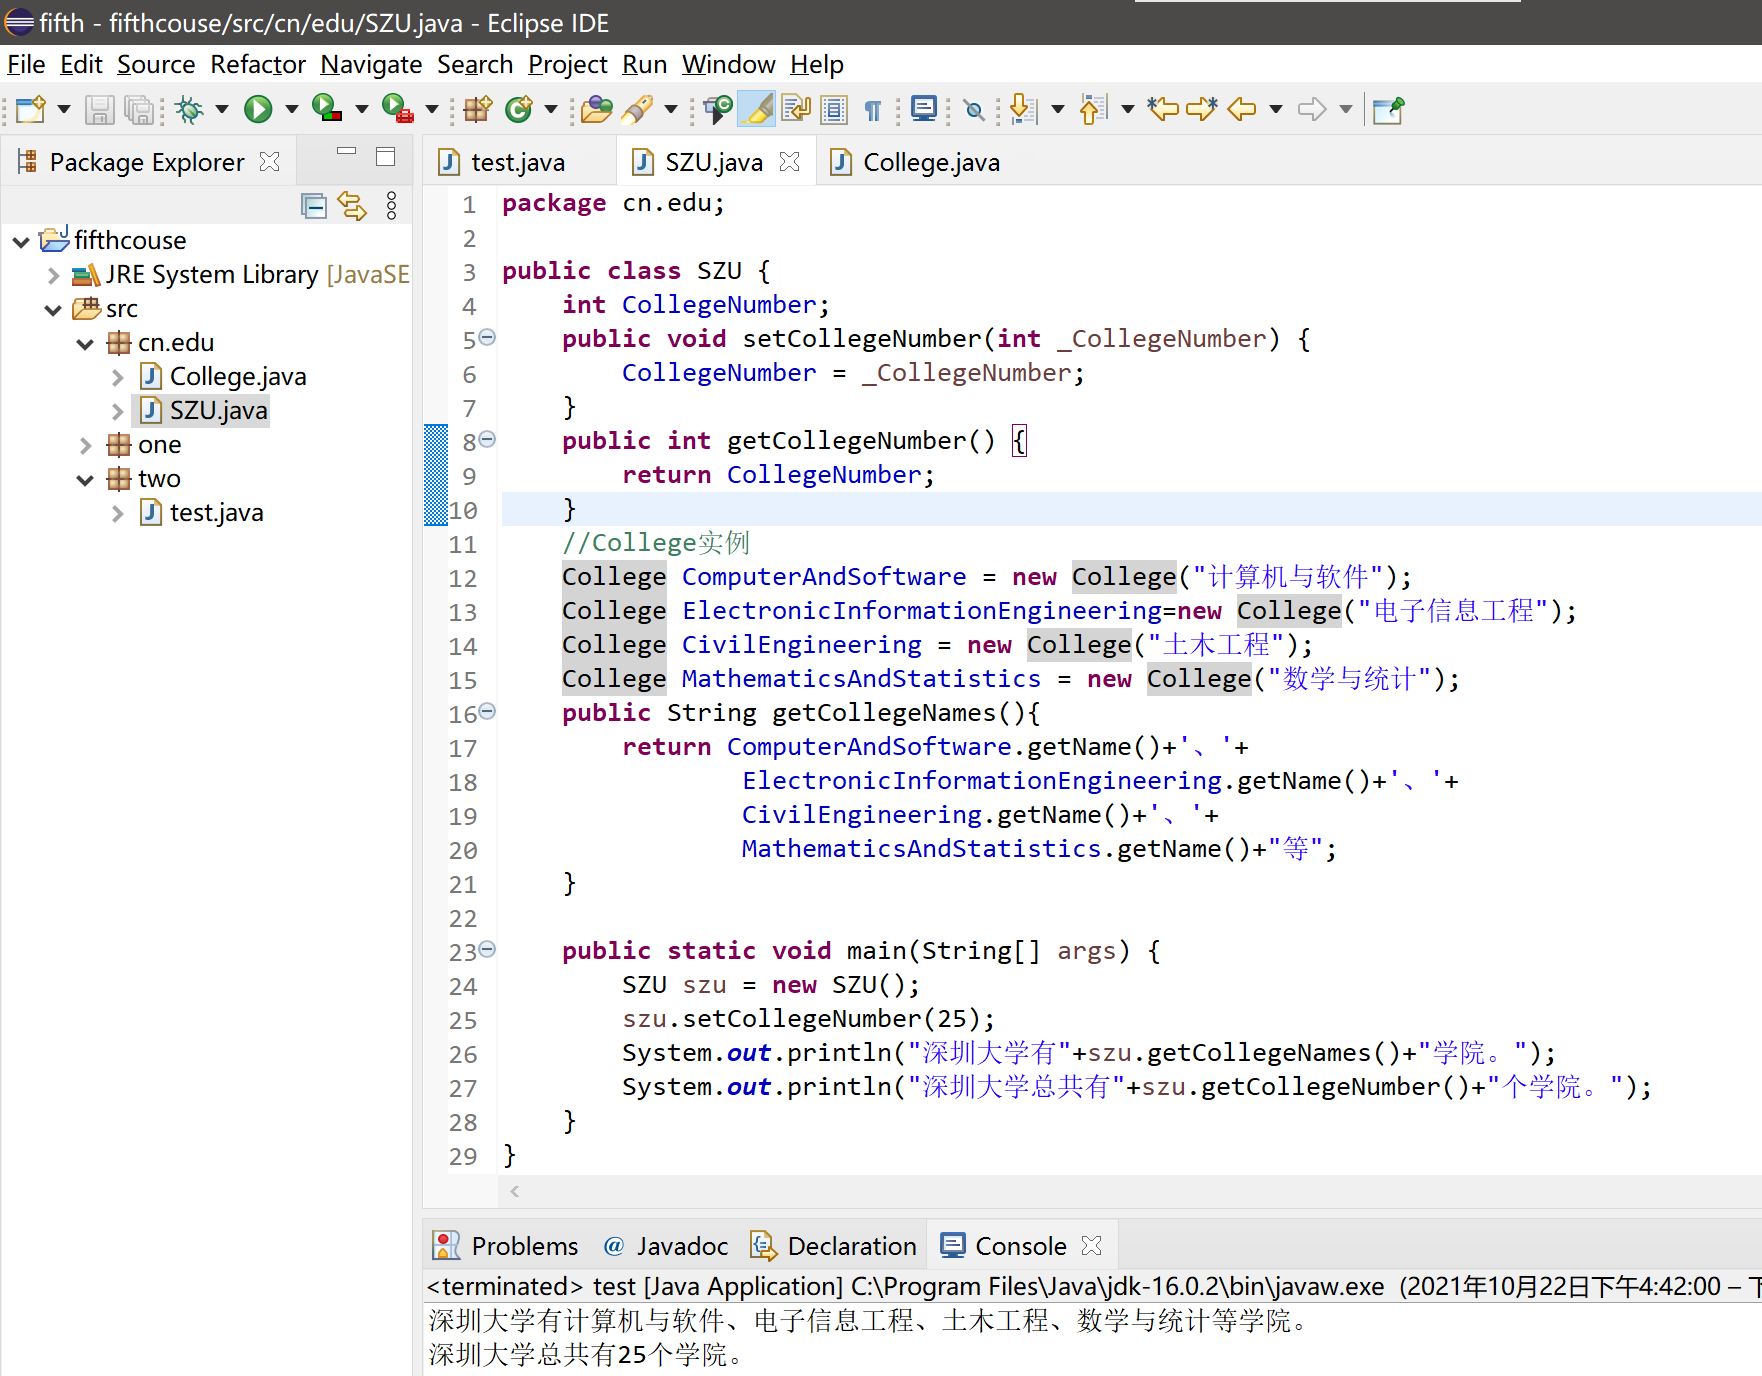 fifth - fifthcouse/src/cn/edu/SZU.java - Eclipse IDE
File Edit Source Refactor Navigate Search Project Run Window Help
Package Explorer
fifthcouse
JRE System Library [JavaSE
src
cn.edu
College.java
SZU.java
one
two
test.java
test.java SZU.java College.java
1 package cn.edu;
2
3 public class SZU {
4     int CollegeNumber;
5     public void setCollegeNumber(int _CollegeNumber) {
6         CollegeNumber = _CollegeNumber;
7     }
8     public int getCollegeNumber() {
9         return CollegeNumber;
10     }
11     //College实例
12     College ComputerAndSoftware = new College("计算机与软件");
13     College ElectronicInformationEngineering=new College("电子信息工程");
14     College CivilEngineering = new College("土木工程");
15     College MathematicsAndStatistics = new College("数学与统计");
16     public String getCollegeNames(){
17         return ComputerAndSoftware.getName()+'、'+
18                 ElectronicInformationEngineering.getName()+'、'+
19                 CivilEngineering.getName()+'、'+
20                 MathematicsAndStatistics.getName()+"等";
21     }
22
23     public static void main(String[] args) {
24         SZU szu = new SZU();
25         szu.setCollegeNumber(25);
26         System.out.println("深圳大学有"+szu.getCollegeNames()+"学院。");
27         System.out.println("深圳大学总共有"+szu.getCollegeNumber()+"个学院。");
28     }
29 }
Problems @ Javadoc Declaration Console
<terminated> test [Java Application] C:\Program Files\Java\jdk-16.0.2\bin\javaw.exe (2021年10月22日下午4:42:00 – 下
深圳大学有计算机与软件、电子信息工程、土木工程、数学与统计等学院。
深圳大学总共有25个学院。